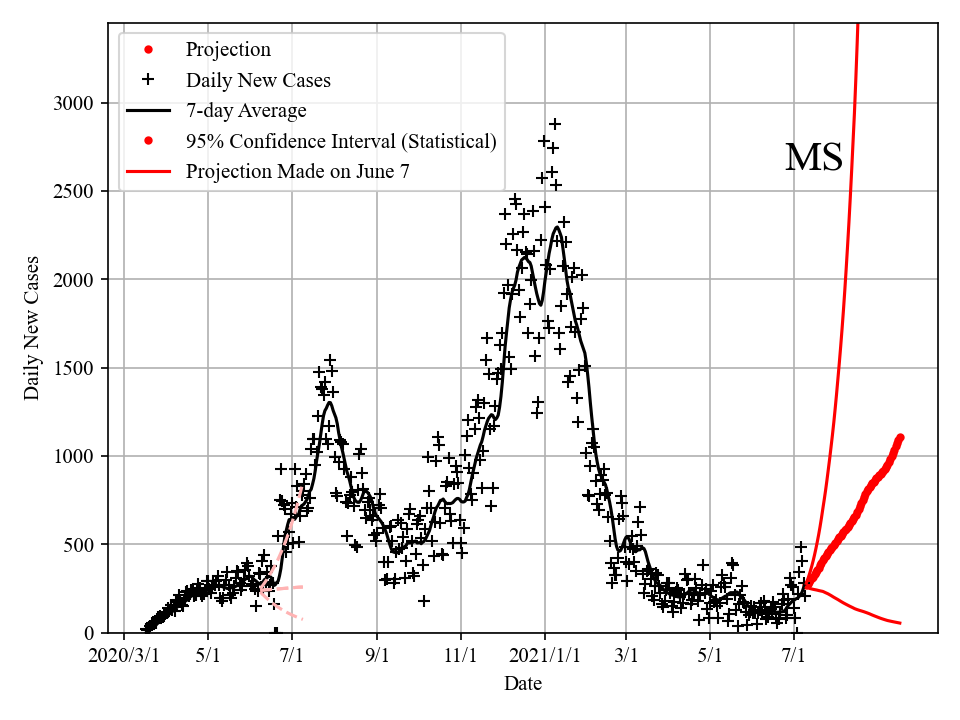 Projection
Daily New Cases
7-day Average
95% Confidence Interval (Statistical)
Projection Made on June 7
MS
Daily New Cases
3000
2500
2000
1500
1000
500
0
2020/3/1 5/1 7/1 9/1 11/1 2021/1/1 3/1 5/1 7/1
Date